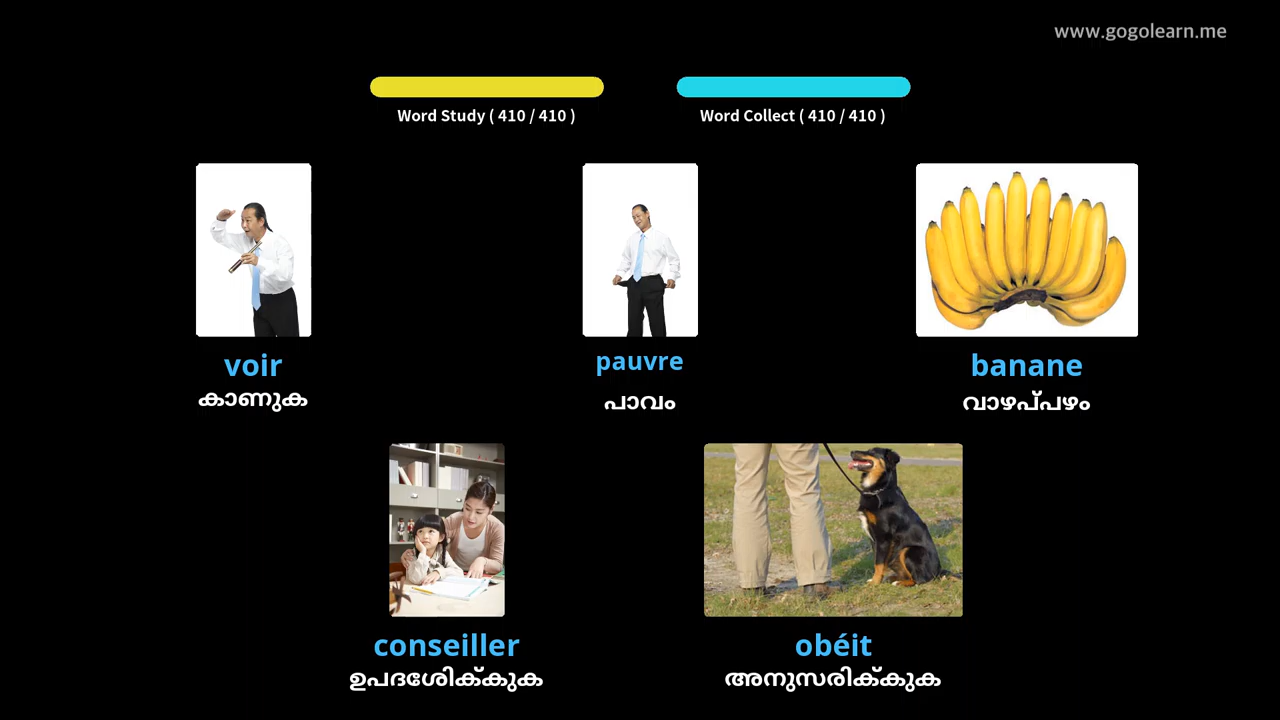 www.gogolearn.me
Word Study ( 410 / 410 )
Word Collect ( 410 / 410 )
voir
കാണുക
pauvre
പാവം
banane
വാഴപ്പഴം
conseiller
ഉപദേശിക്കുക
obéit
അനുസരിക്കുക